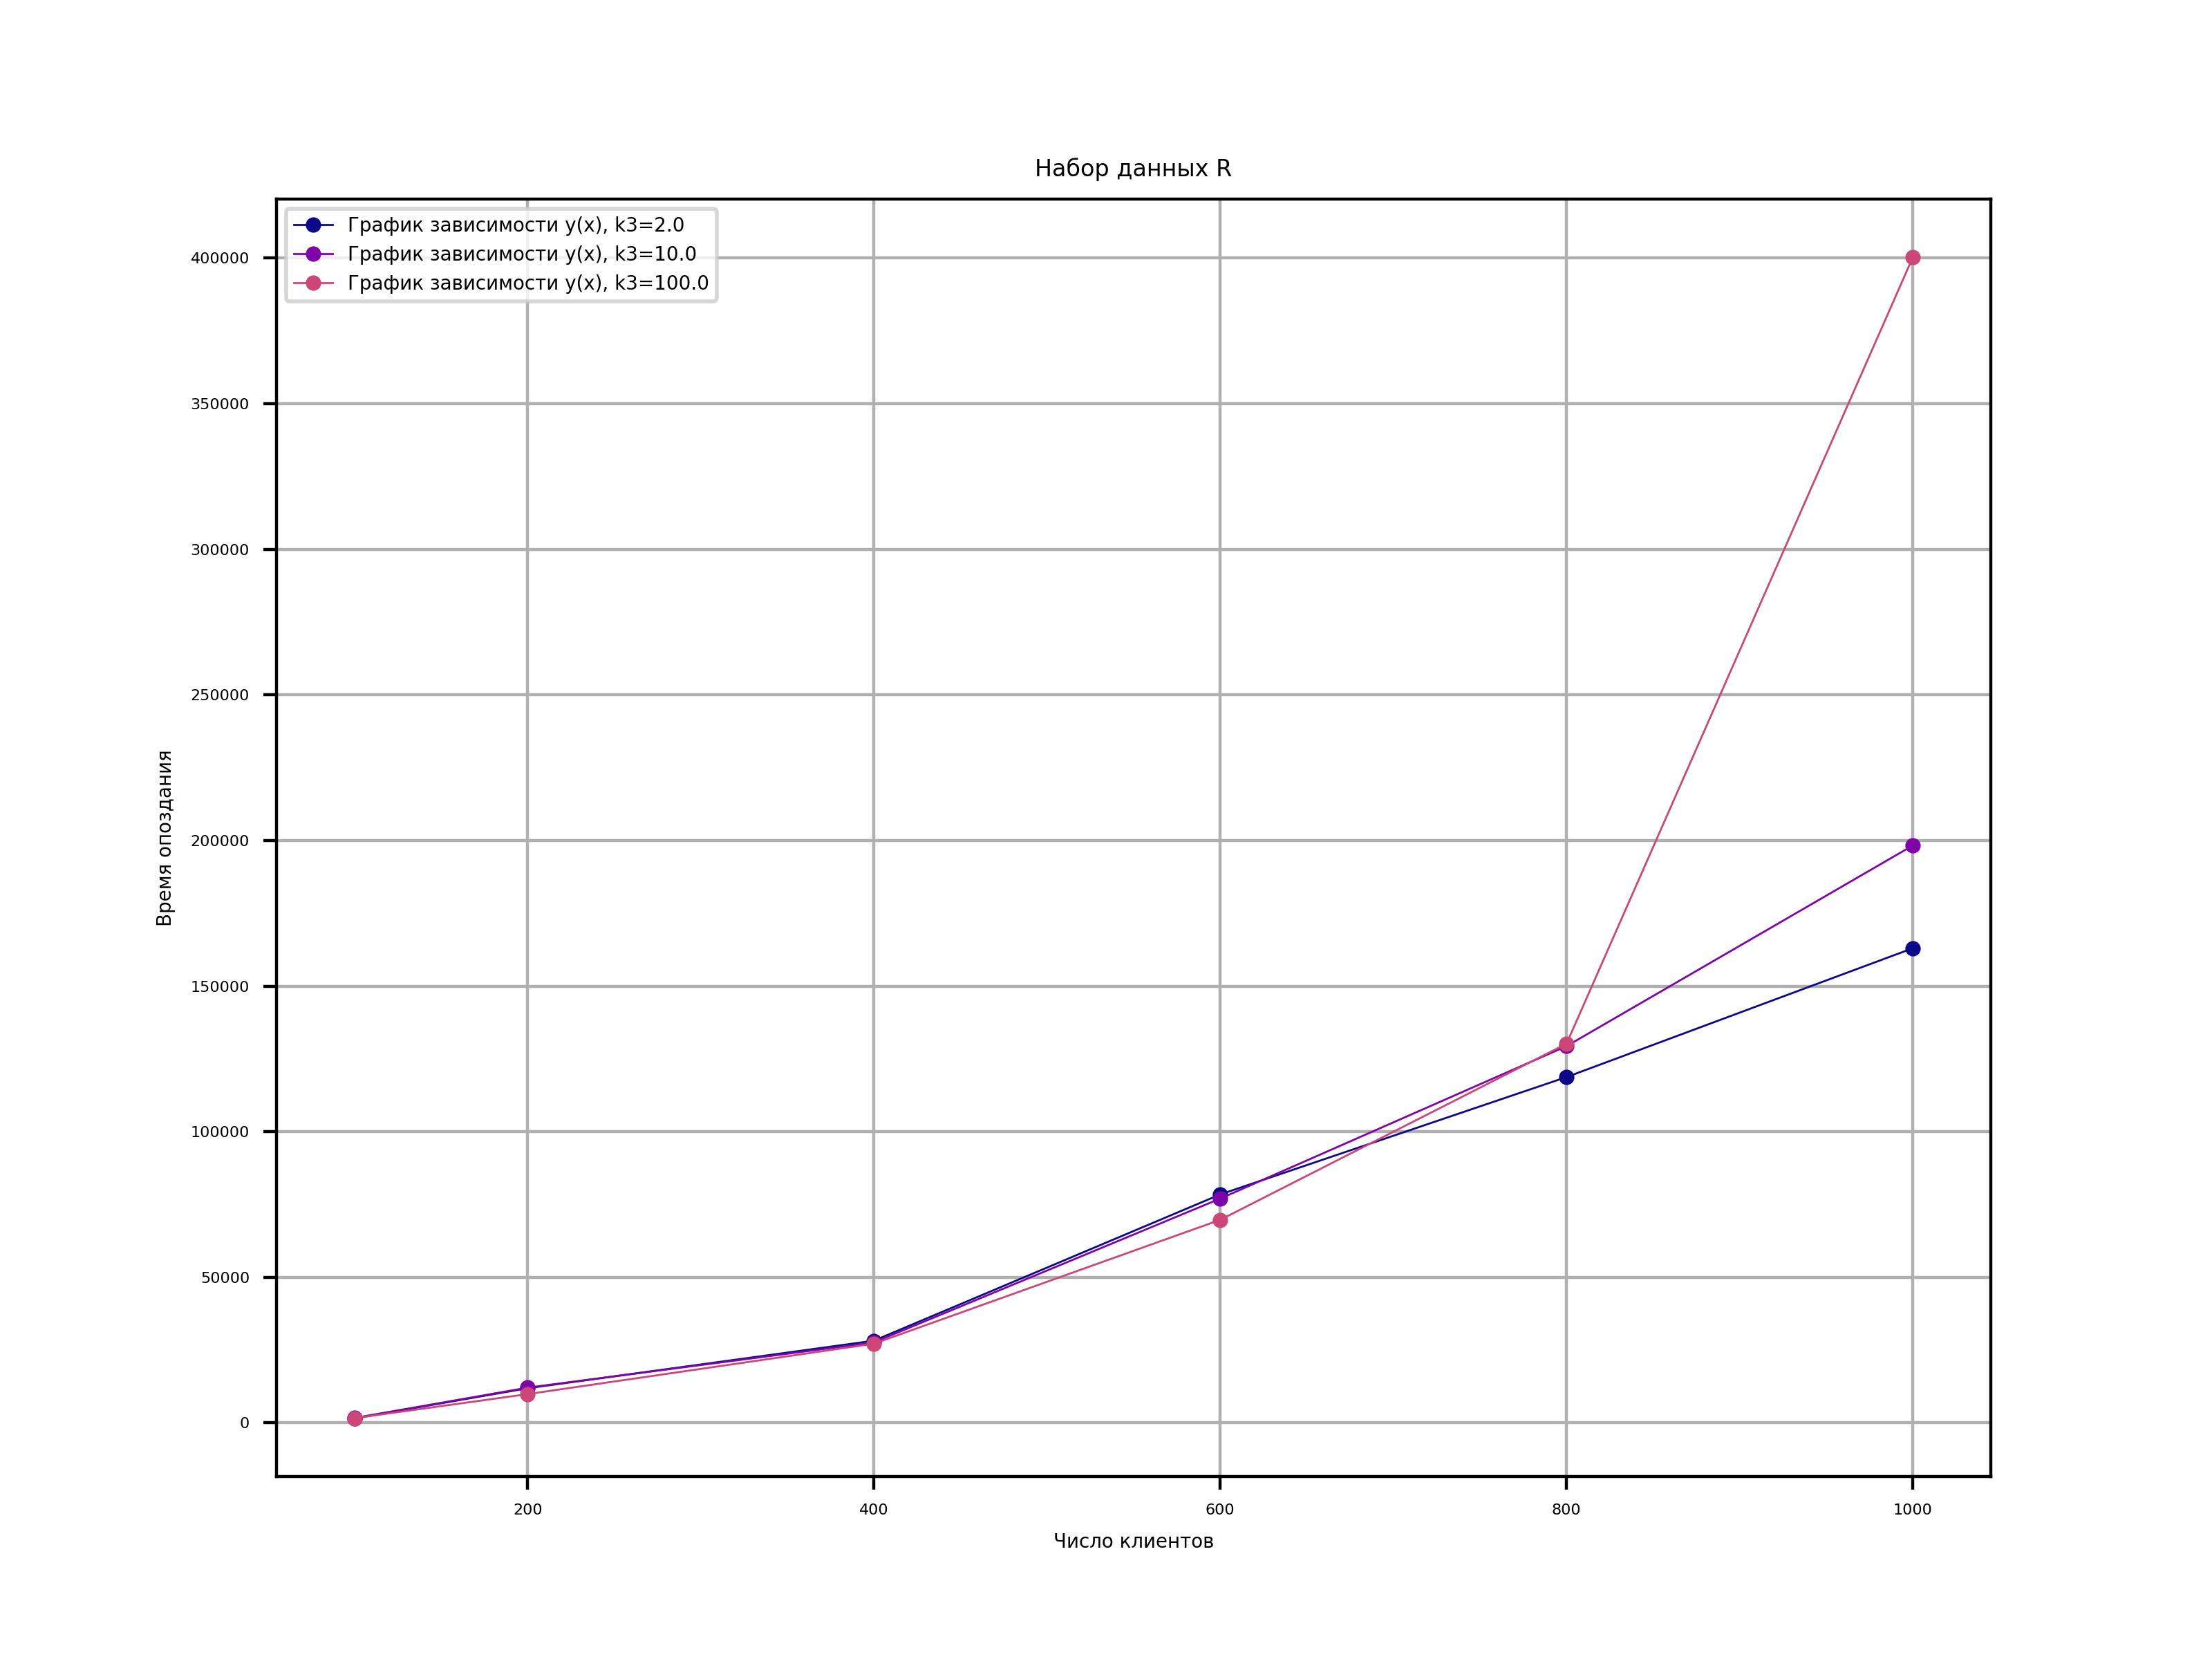 Набор данных R
График зависимости y(x), k3=2.0
График зависимости y(x), k3=10.0
График зависимости y(x), k3=100.0
400000
350000
300000
250000
200000
150000
100000
50000
0
Время опоздания
200 400 600 800 1000
Число клиентов